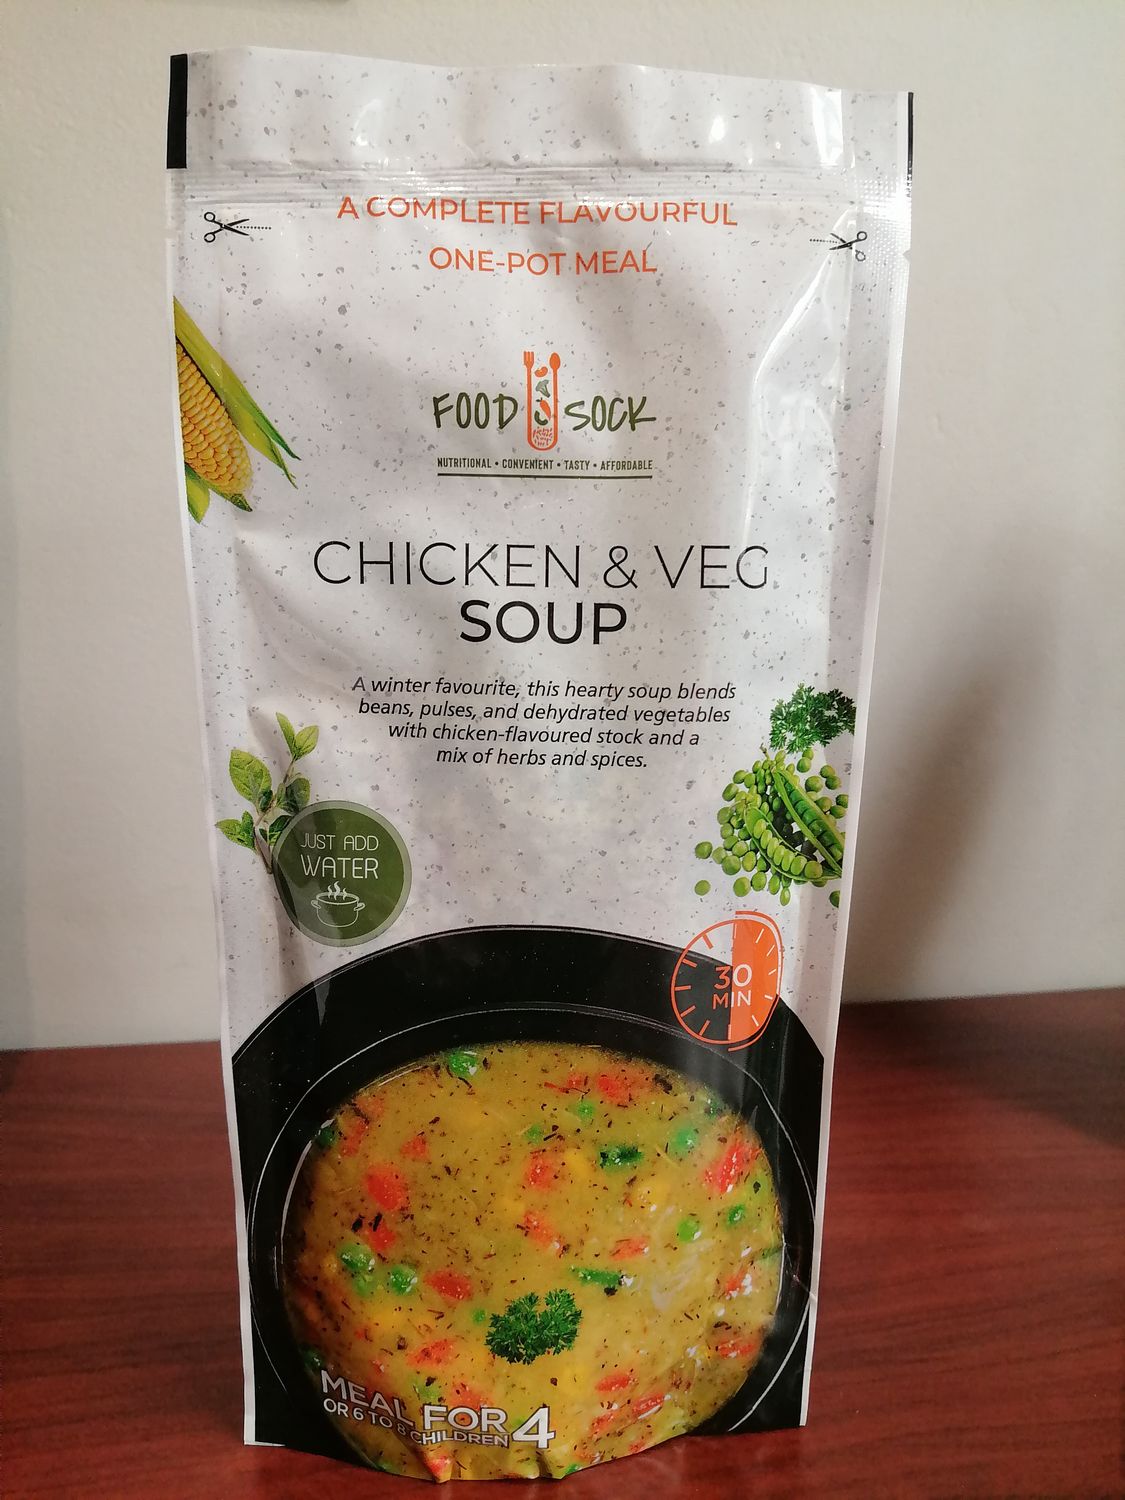 A COMPLETE FLAVOURFUL
ONE-POT MEAL
FOOD SOCK
NUTRITIONAL • CONVENIENT • TASTY • AFFORDABLE
CHICKEN & VEG
SOUP
A winter favourite, this hearty soup blends
beans, pulses, and dehydrated vegetables
with chicken-flavoured stock and a
mix of herbs and spices.
JUST ADD
WATER
30
MIN
MEAL FOR 4
OR 6 TO 8 CHILDREN